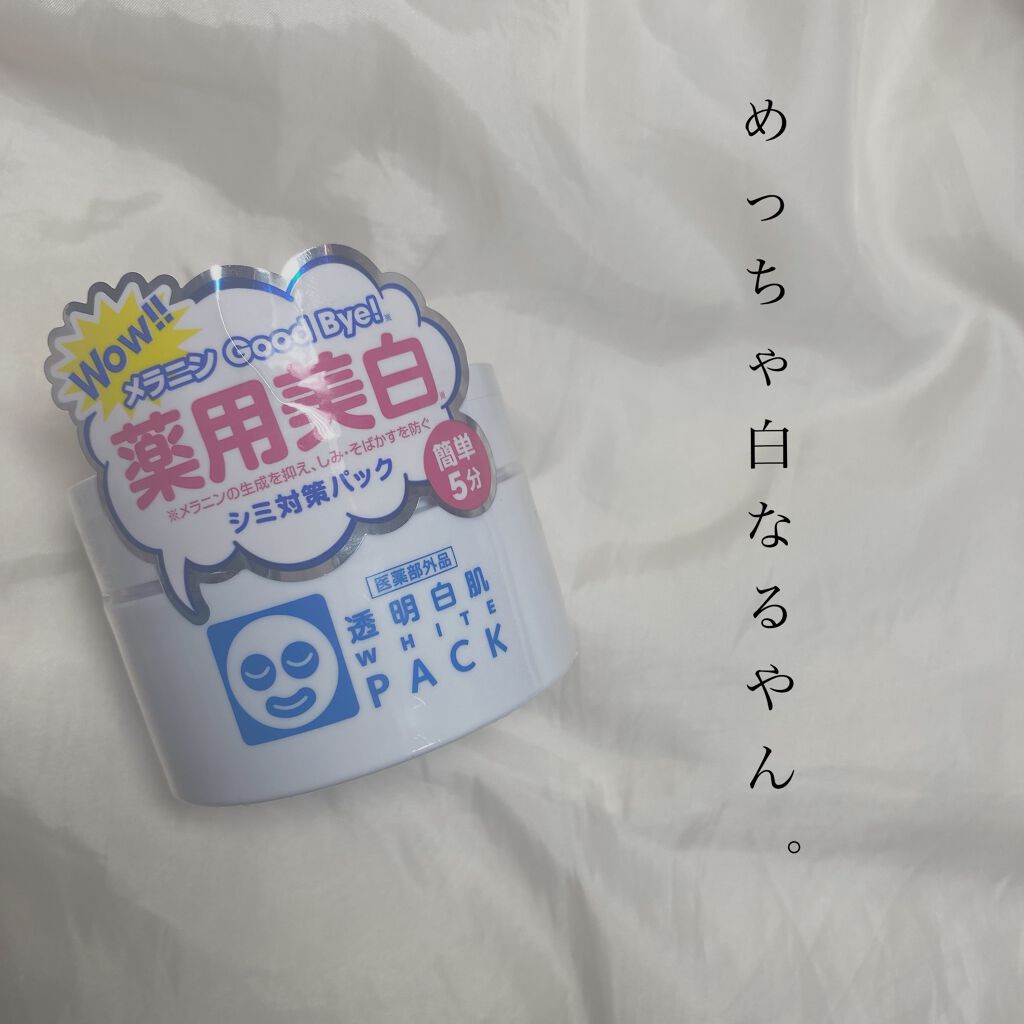 めっちゃ白なるやん。
Wow!!
メラニン Good Bye!※
薬用美白※
※メラニンの生成を抑え、しみ・そばかすを防ぐ
シミ対策パック
簡単
5分
医薬部外品
透明白肌
WHITE
PACK